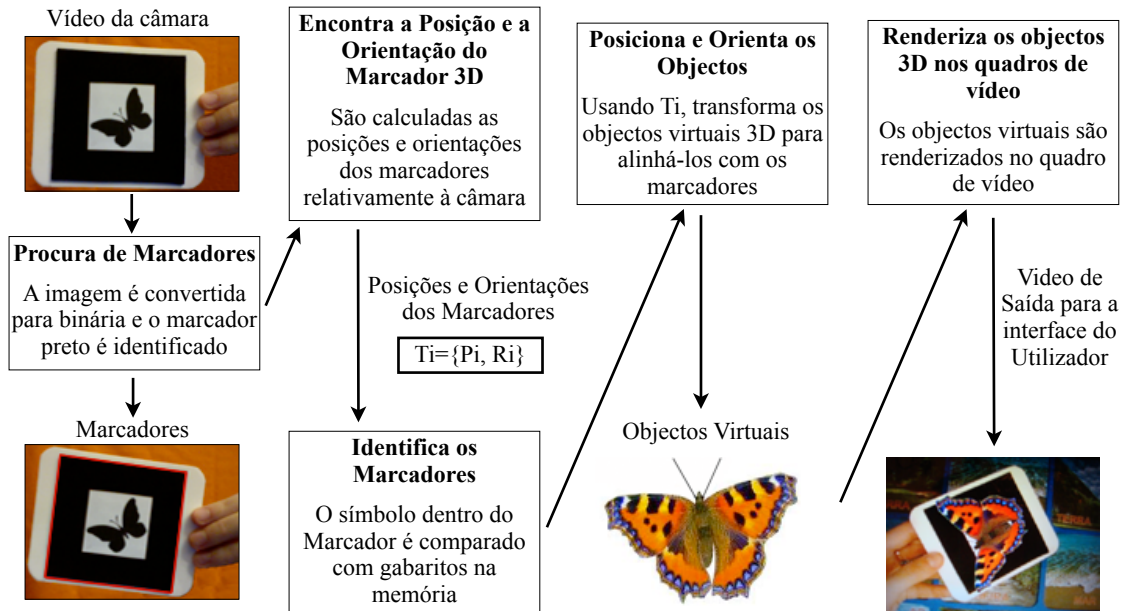 Vídeo da câmara
Procura de Marcadores
A imagem é convertida
para binária e o marcador
preto é identificado
Marcadores
Encontra a Posição e a
Orientação do
Marcador 3D
São calculadas as
posições e orientações
dos marcadores
relativamente à câmara
Posições e Orientações
dos Marcadores
Ti={Pi, Ri}
Identifica os
Marcadores
O símbolo dentro do
Marcador é comparado
com gabaritos na
memória
Posiciona e Orienta os
Objectos
Usando Ti, transforma os
objectos virtuais 3D para
alinhá-los com os
marcadores
Objectos Virtuais
Renderiza os objectos
3D nos quadros de
vídeo
Os objectos virtuais são
renderizados no quadro
de vídeo
Video de
Saída para a
interface do
Utilizador
TERRA